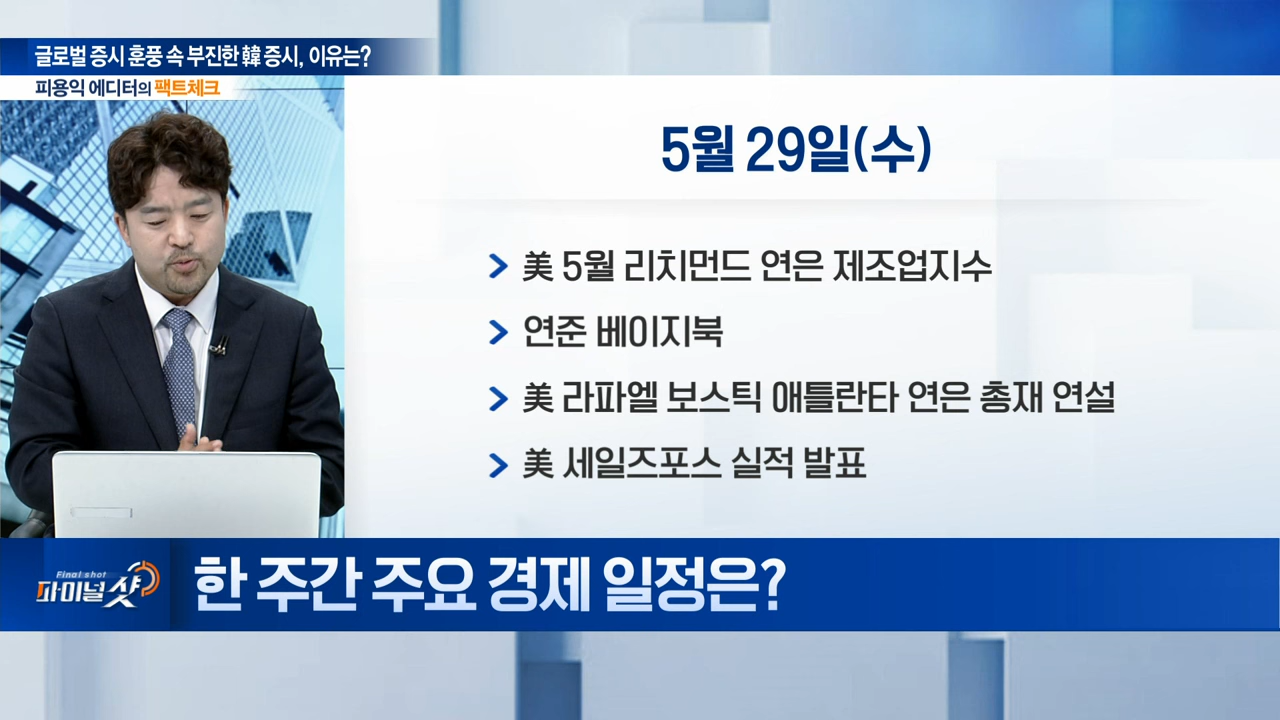 글로벌 증시 훈풍 속 부진한 韓 증시, 이유는?
피용익 에디터의 팩트체크
5월 29일(수)
美 5월 리치먼드 연은 제조업지수
연준 베이지북
美 라파엘 보스틱 애틀란타 연은 총재 연설
美 세일즈포스 실적 발표
Final shot
파이널샷
한 주간 주요 경제 일정은?